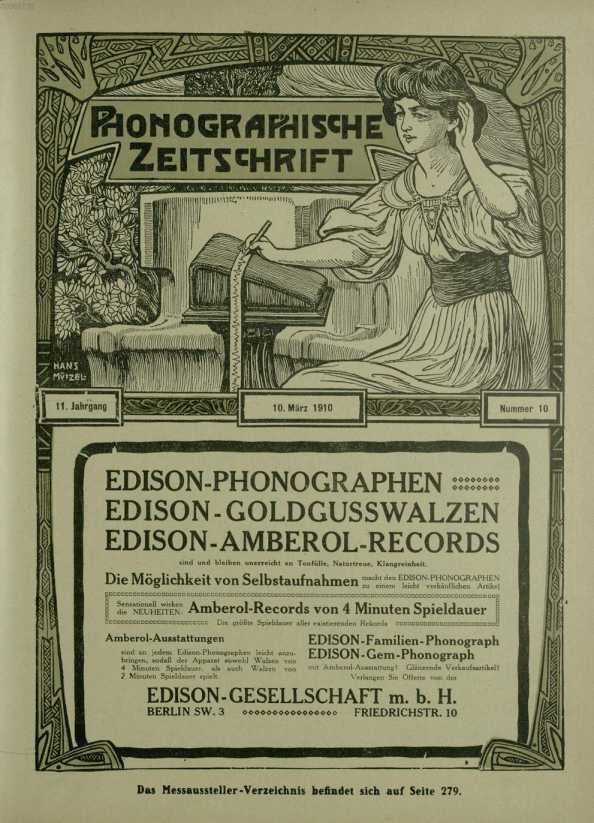 PHONOGRAPHISCHE
ZEITSCHRIFT
HANS
MÜTZEL
11. Jahrgang
10. März 1910
Nummer 10
EDISON-PHONOGRAPHEN
EDISON-GOLDGUSSWALZEN
EDISON-AMBEROL-RECORDS
sind und bleiben unerreicht an Tonfülle, Naturtreue, Klangreinheit.
Die Möglichkeit von Selbstaufnahmen macht den EDISON-PHONOGRAPHEN
zu einem leicht verkäuflichen Artikel
Sensationell wirken
die NEUHEITEN: Amberol-Records von 4 Minuten Spieldauer
Die größte Spieldauer aller existierenden Rekords
Amberol-Ausstattungen
sind an jedem Edison-Phonographen leicht anzu-
bringen, sodaß der Apparat sowohl Walzen von
4 Minuten Spieldauer, als auch Walzen von
2 Minuten Spieldauer spielt.
EDISON-Familien-Phonograph
EDISON-Gem-Phonograph
mit Amberol-Ausstattung! Glänzende Verkaufsartikel!
Verlangen Sie Offerte von der
EDISON-GESELLSCHAFT m. b. H.
BERLIN SW. 3 FRIEDRICHSTR. 10
Das Messaussteller-Verzeichnis befindet sich auf Seite 279.